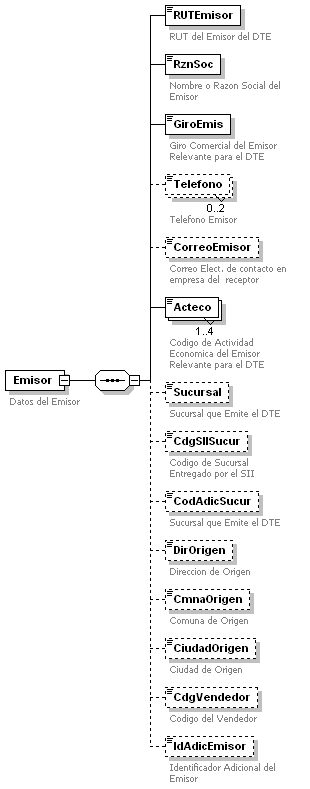 RUTEmisor
RUT del Emisor del DTE
RznSoc
Nombre o Razon Social del
Emisor
GiroEmis
Giro Comercial del Emisor
Relevante para el DTE
Telefono
0..2
Telefono Emisor
CorreoEmisor
Correo Elect. de contacto en
empresa del receptor
Acteco
1..4
Codigo de Actividad
Economica del Emisor
Relevante para el DTE
Emisor
Datos del Emisor
Sucursal
Sucursal que Emite el DTE
CdgSIISucur
Codigo de Sucursal
Entregado por el SII
CodAdicSucur
Sucursal que Emite el DTE
DirOrigen
Direccion de Origen
CmnaOrigen
Comuna de Origen
CiudadOrigen
Ciudad de Origen
CdgVendedor
Codigo del Vendedor
IdAdicEmisor
Identificador Adicional del
Emisor